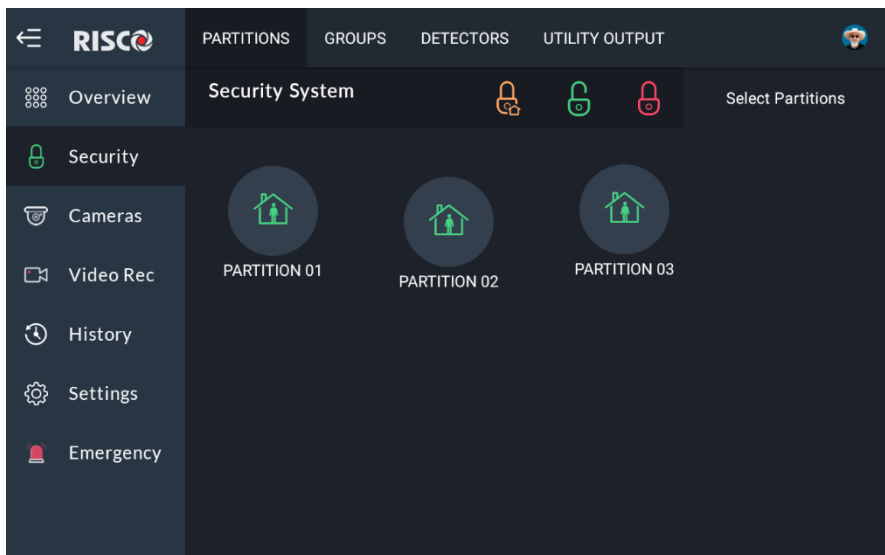 RISCO
PARTITIONS GROUPS DETECTORS UTILITY OUTPUT
Overview
Security
Cameras
Video Rec
History
Settings
Emergency
Security System
Select Partitions
PARTITION 01
PARTITION 02
PARTITION 03